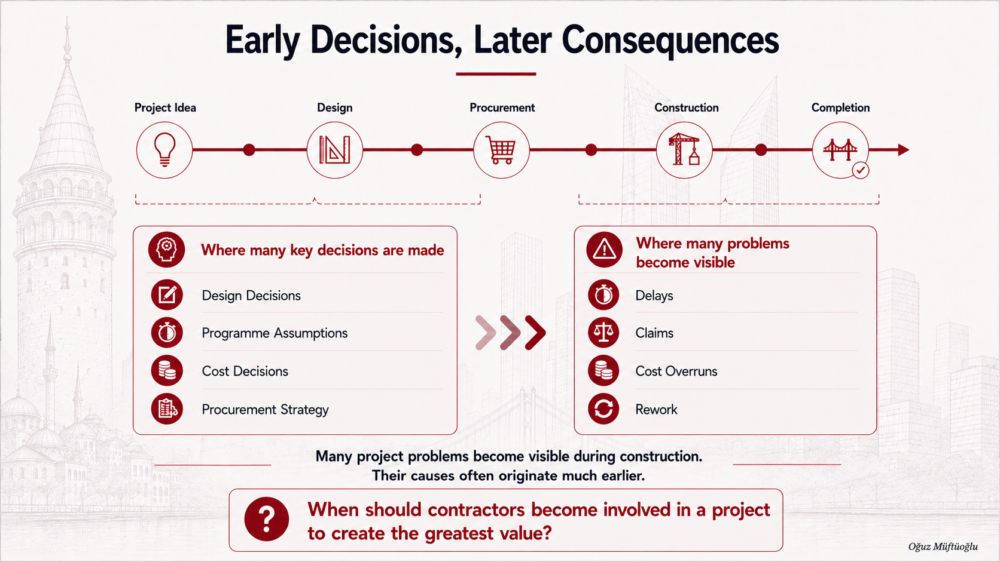 Early Decisions, Later Consequences
Project Idea
Design
Procurement
Construction
Completion
Where many key decisions are made
Design Decisions
Programme Assumptions
Cost Decisions
Procurement Strategy
Where many problems
become visible
Delays
Claims
Cost Overruns
Rework
Many project problems become visible during construction.
Their causes often originate much earlier.
?
When should contractors become involved in a project
to create the greatest value?
Oğuz Müftüoğlu